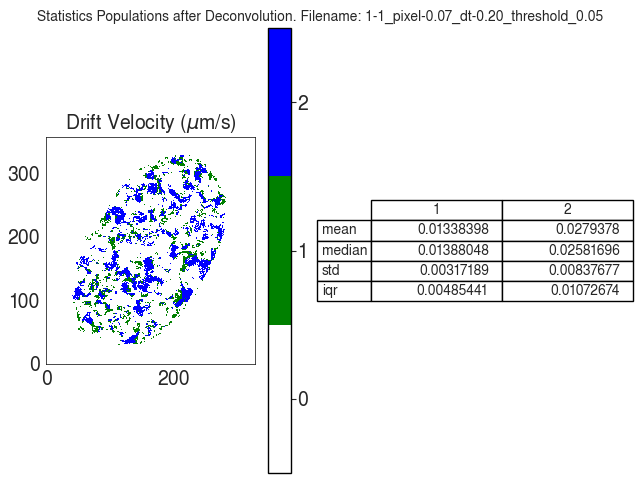 Statistics Populations after Deconvolution. Filename: 1-1_pixel-0.07_dt-0.20_threshold_0.05
Drift Velocity (μm/s)
300
200
100
0
0 200
2
1
0
1 2
mean 0.01338398 0.0279378
median 0.01388048 0.02581696
std 0.00317189 0.00837677
iqr 0.00485441 0.01072674